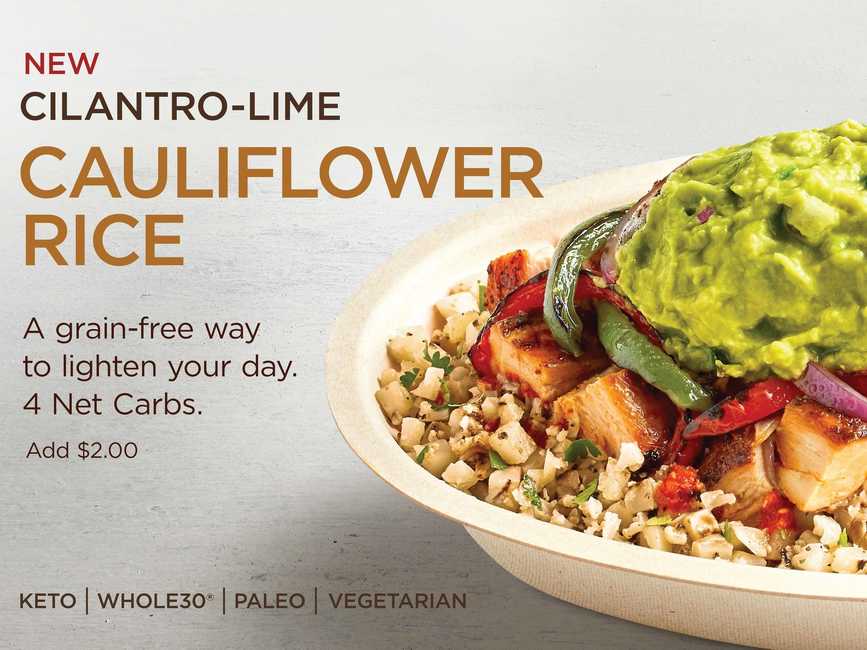 NEW
CILANTRO-LIME
CAULIFLOWER
RICE
A grain-free way
to lighten your day.
4 Net Carbs.
Add $2.00
KETO | WHOLE30® | PALEO | VEGETARIAN